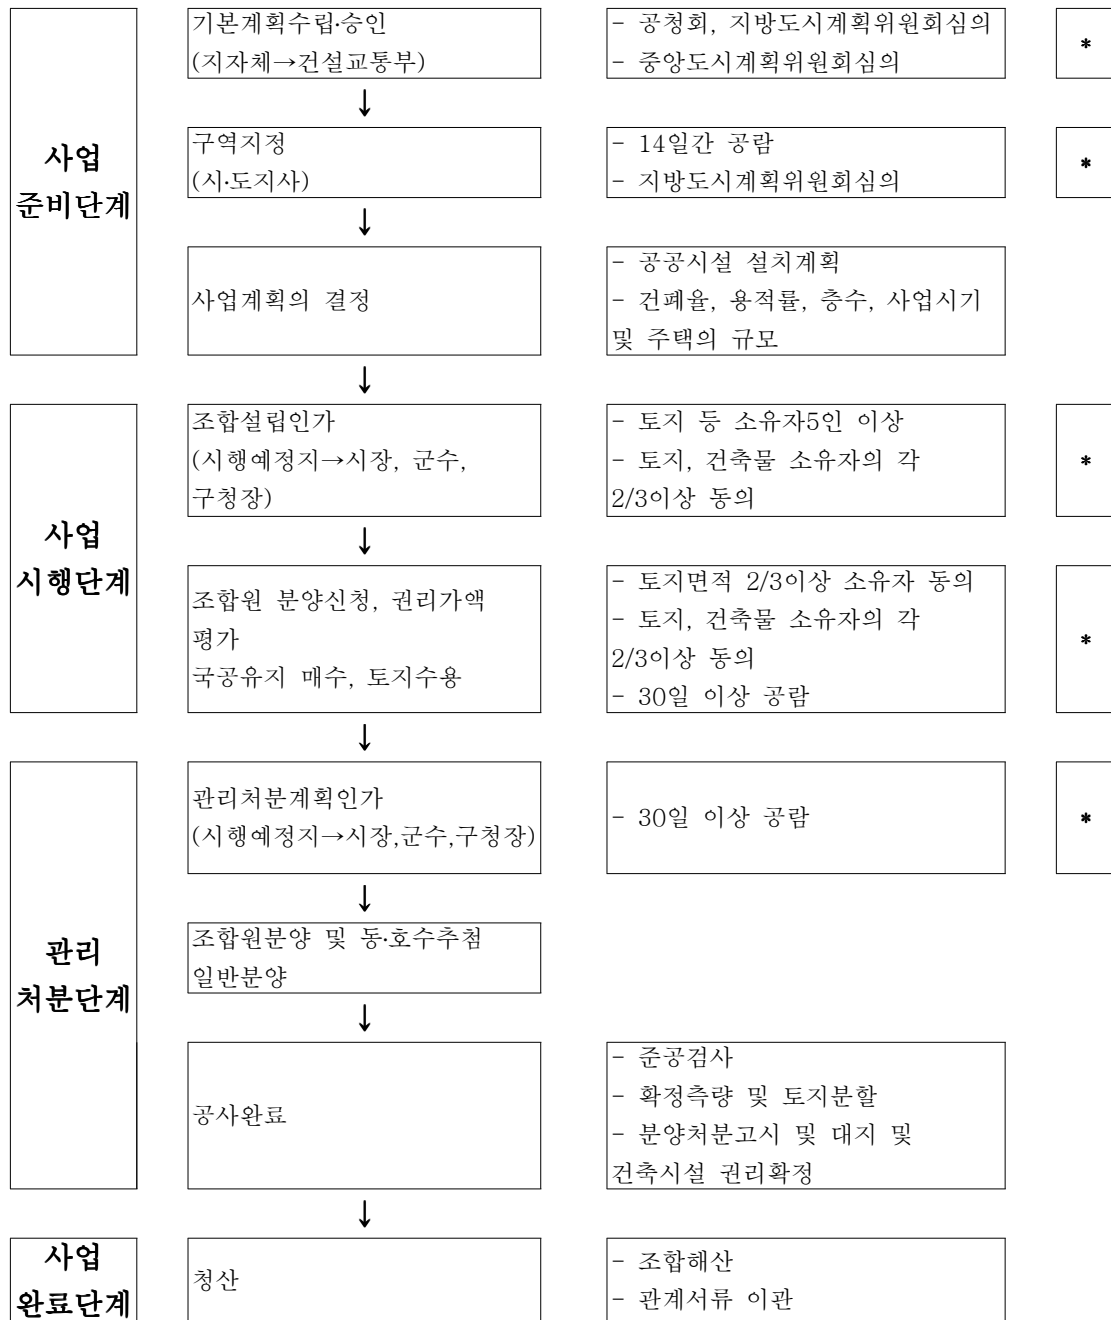 사업
준비단계
기본계획수립·승인
(지자체→건설교통부)
- 공청회, 지방도시계획위원회심의
- 중앙도시계획위원회심의
*
↓
구역지정
(시·도지사)
- 14일간 공람
- 지방도시계획위원회심의
*
↓
사업계획의 결정
- 공공시설 설치계획
- 건폐율, 용적률, 층수, 사업시기
및 주택의 규모
↓
사업
시행단계
조합설립인가
(시행예정지→시장, 군수,
구청장)
- 토지 등 소유자5인 이상
- 토지, 건축물 소유자의 각
2/3이상 동의
*
↓
조합원 분양신청, 권리가액
평가
국공유지 매수, 토지수용
- 토지면적 2/3이상 소유자 동의
- 토지, 건축물 소유자의 각
2/3이상 동의
- 30일 이상 공람
*
↓
관리
처분단계
관리처분계획인가
(시행예정지→시장,군수,구청장)
- 30일 이상 공람
*
↓
조합원분양 및 동·호수추첨
일반분양
↓
공사완료
- 준공검사
- 확정측량 및 토지분할
- 분양처분고시 및 대지 및
건축시설 권리확정
↓
사업
완료단계
청산
- 조합해산
- 관계서류 이관